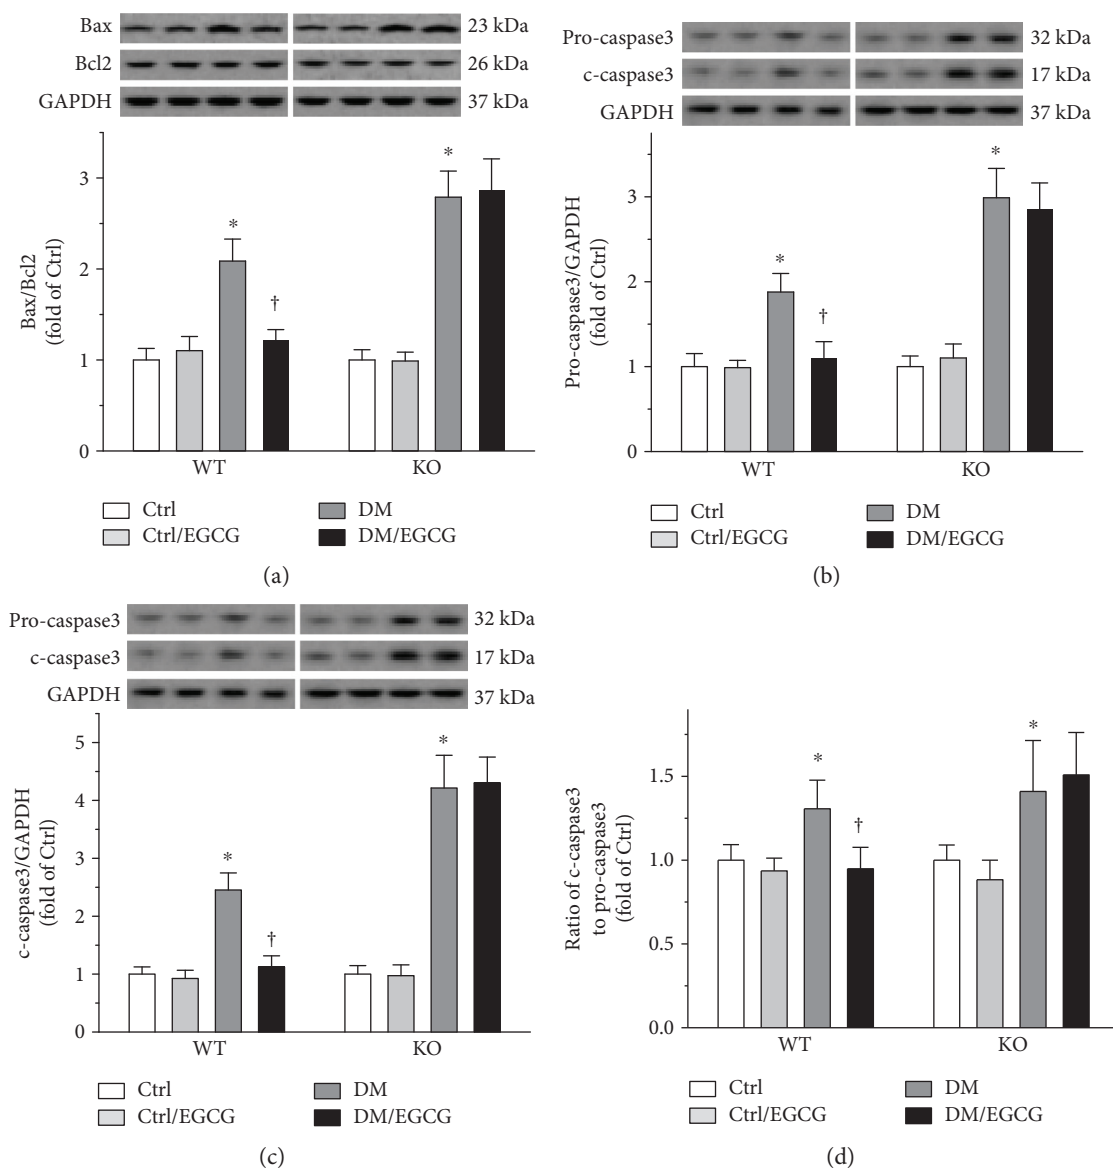 Bax
23 kDa
Bcl2
26 kDa
GAPDH
37 kDa
Bax/Bcl2
(fold of Ctrl)
3
2
1
0
*
†
*
WT
KO
Ctrl
DM
Ctrl/EGCG
DM/EGCG
(a)
Pro-caspase3
32 kDa
c-caspase3
17 kDa
GAPDH
37 kDa
Pro-caspase3/GAPDH
(fold of Ctrl)
3
2
1
0
*
†
*
WT
KO
Ctrl
DM
Ctrl/EGCG
DM/EGCG
(b)
Pro-caspase3
32 kDa
c-caspase3
17 kDa
GAPDH
37 kDa
c-caspase3/GAPDH
(fold of Ctrl)
5
4
3
2
1
0
*
†
*
WT
KO
Ctrl
DM
Ctrl/EGCG
DM/EGCG
(c)
Ratio of c-caspase3
to pro-caspase3
(fold of Ctrl)
1.5
1.0
0.5
0.0
*
†
*
WT
KO
Ctrl
DM
Ctrl/EGCG
DM/EGCG
(d)